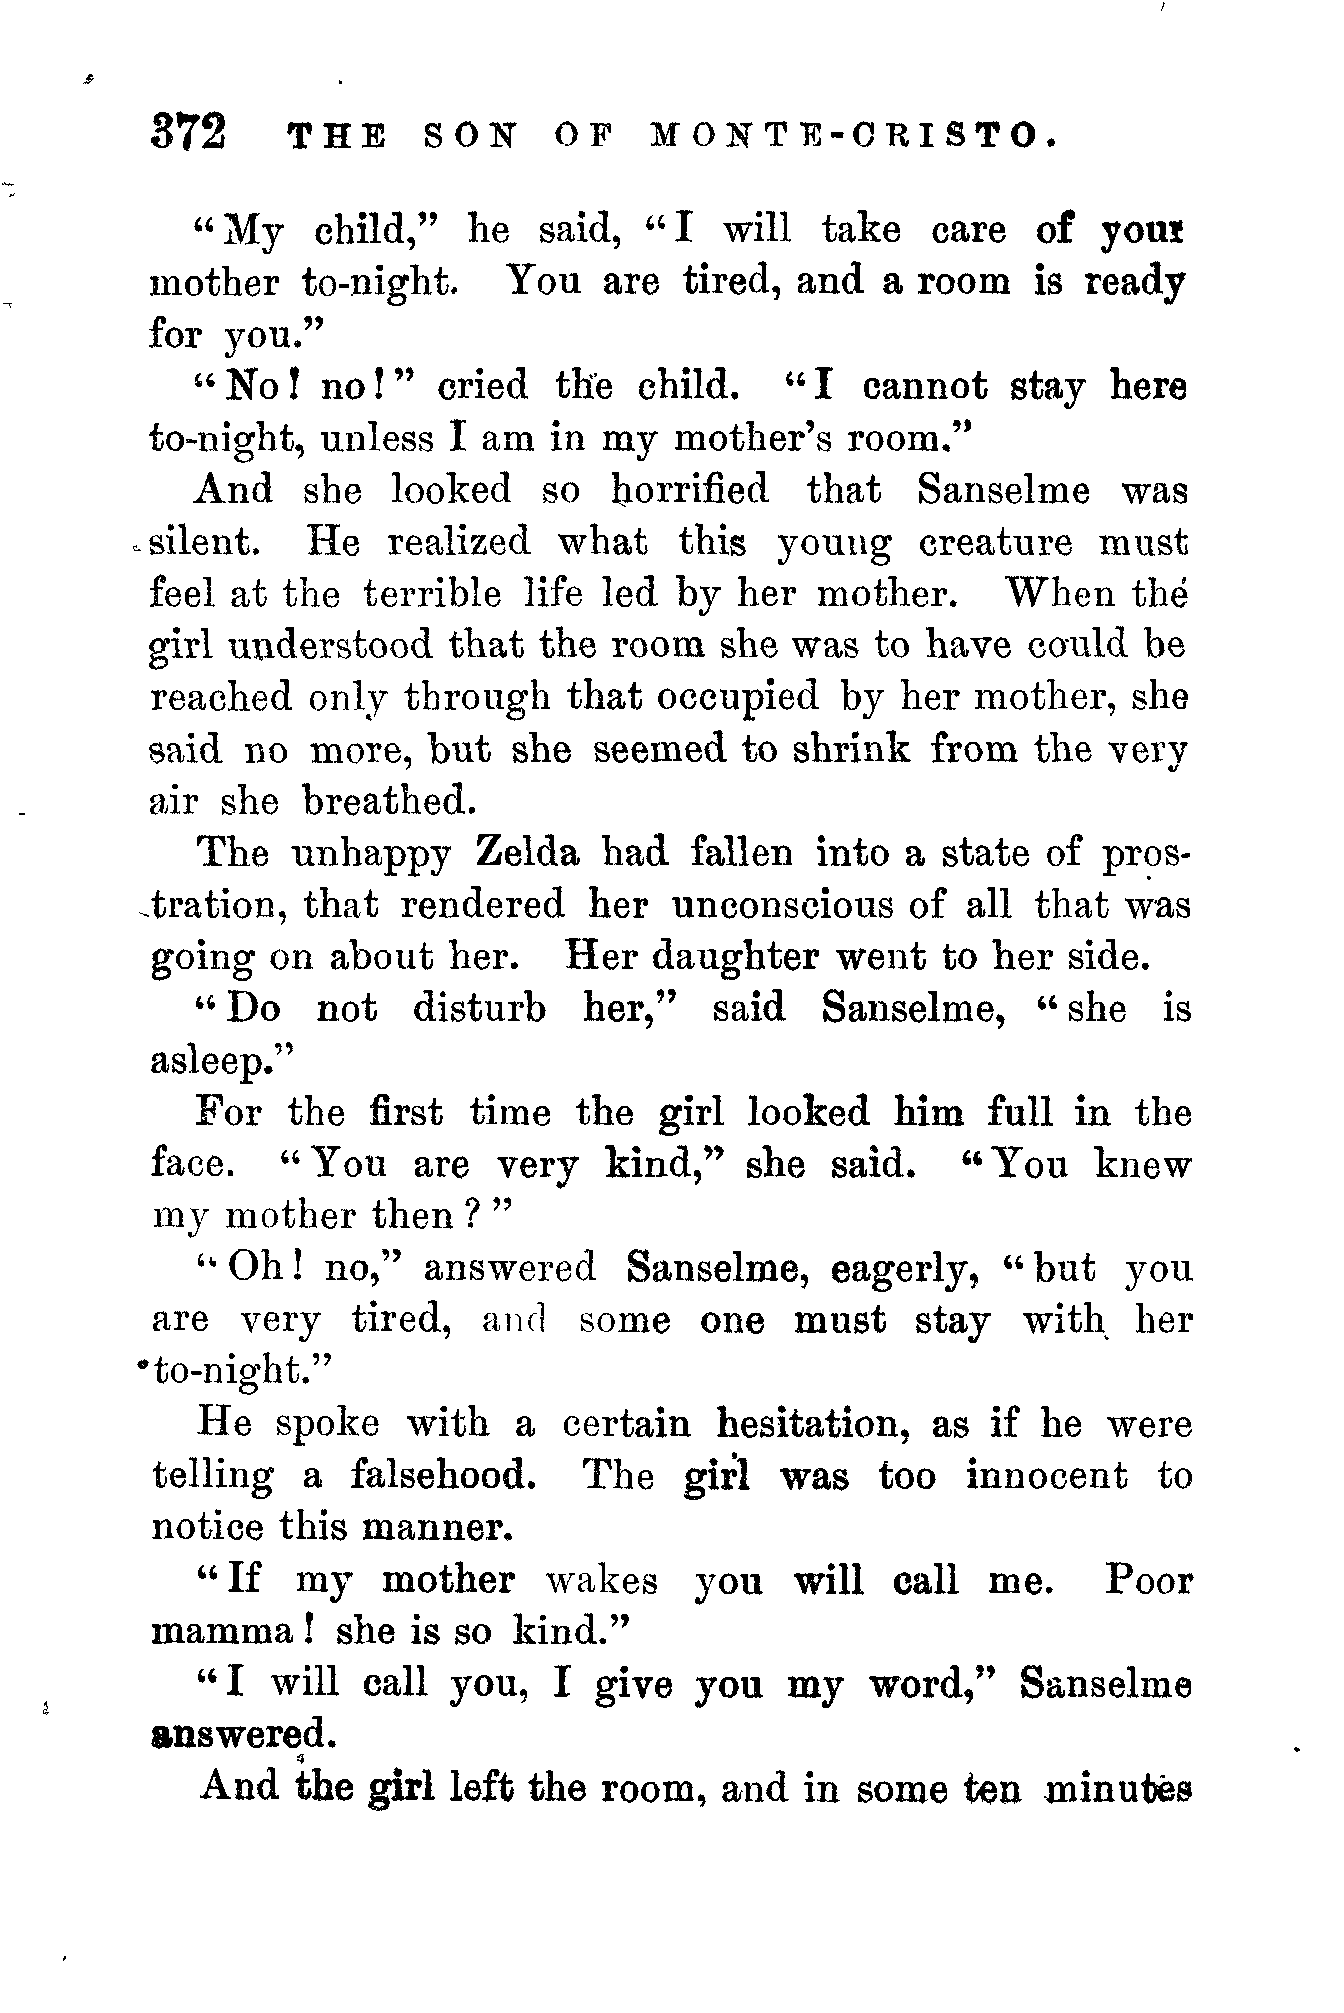 372 THE SON OF MONTE-CRISTO.
“My child,” he said, “I will take care of your
mother to-night. You are tired, and a room is ready
for you.”
“No! no!” cried the child. “I cannot stay here
to-night, unless I am in my mother’s room.”
And she looked so horrified that Sanselme was
silent. He realized what this young creature must
feel at the terrible life led by her mother. When the
girl understood that the room she was to have could be
reached only through that occupied by her mother, she
said no more, but she seemed to shrink from the very
air she breathed.
The unhappy Zelda had fallen into a state of pros-
tration, that rendered her unconscious of all that was
going on about her. Her daughter went to her side.
“Do not disturb her,” said Sanselme, “she is
asleep.”
For the first time the girl looked him full in the
face. “You are very kind,” she said. “You knew
my mother then?”
“Oh! no,” answered Sanselme, eagerly, “but you
are very tired, and some one must stay with her
to-night.”
He spoke with a certain hesitation, as if he were
telling a falsehood. The girl was too innocent to
notice this manner.
“If my mother wakes you will call me. Poor
mamma! she is so kind.”
“I will call you, I give you my word,” Sanselme
answered.
And the girl left the room, and in some ten minutes